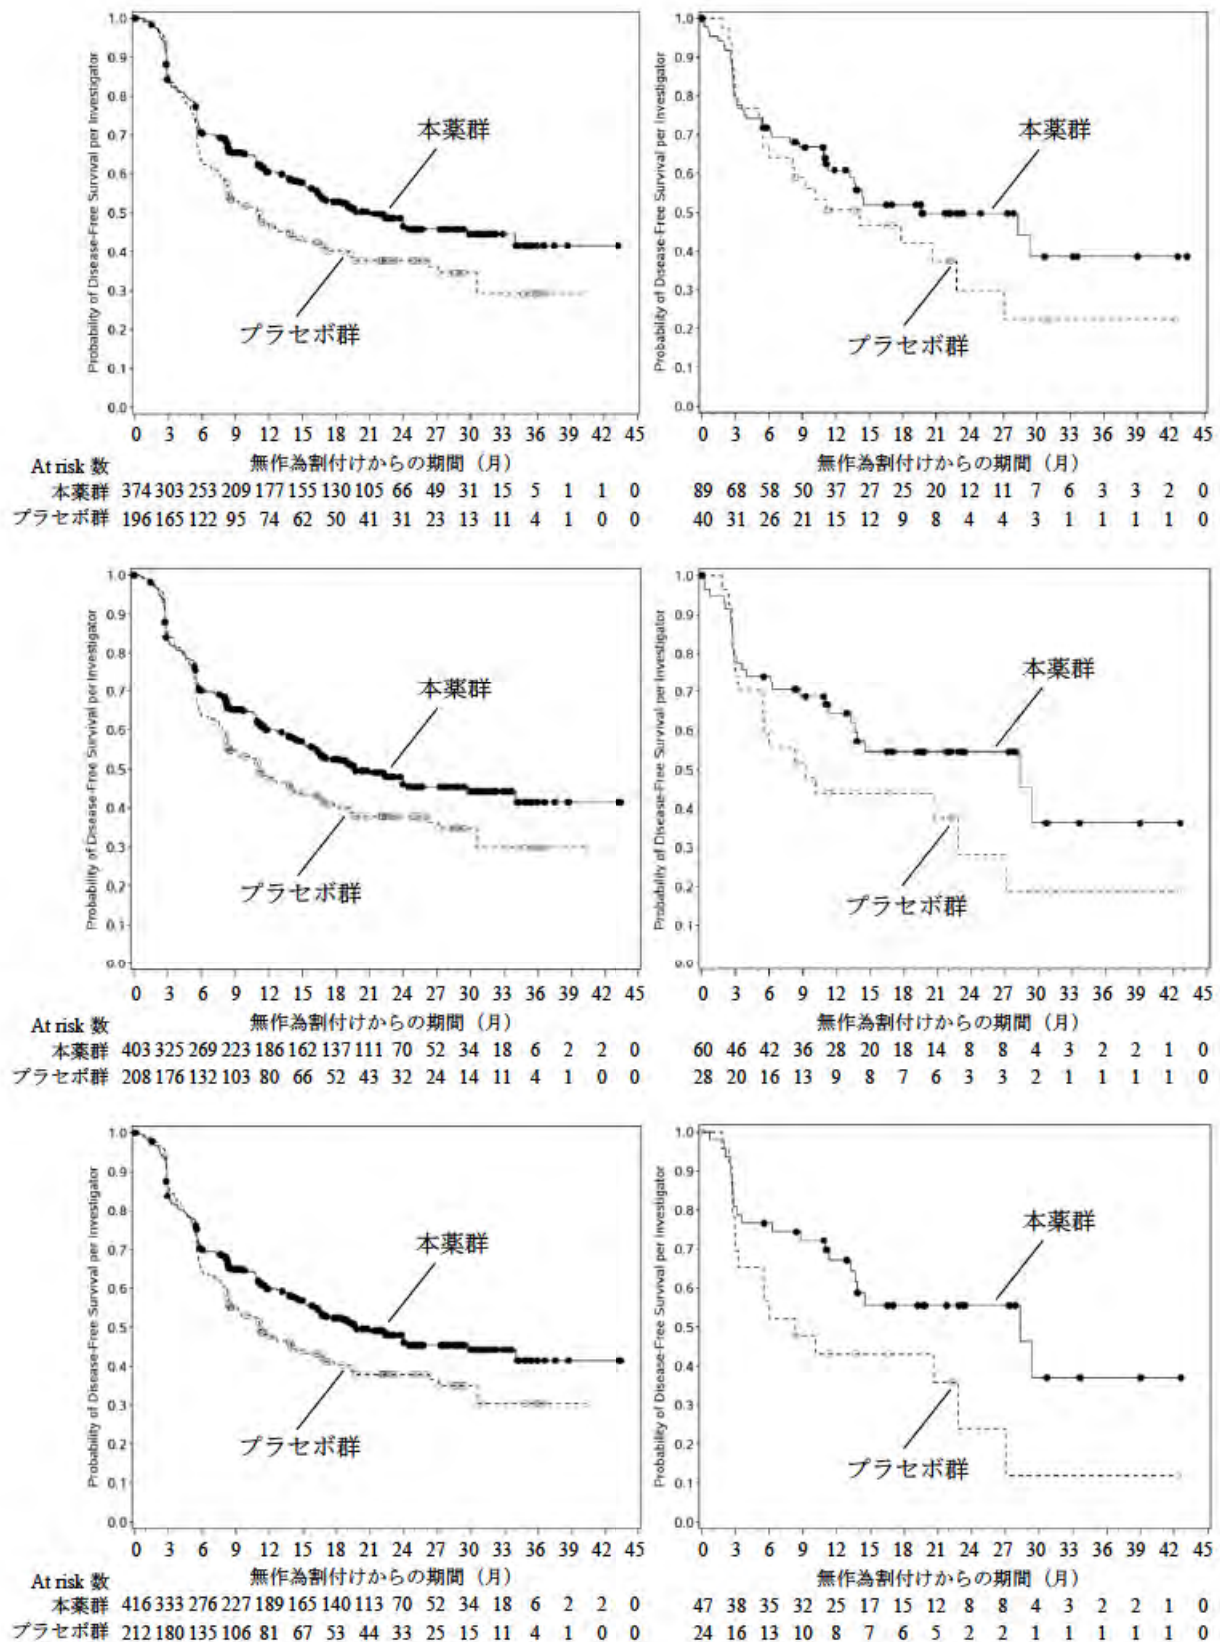 Probability of Disease-Free Survival per Investigator
1.0
0.9
0.8
0.7
0.6
0.5
0.4
0.3
0.2
0.1
0.0
本薬群
プラセボ群
0 3 6 9 12 15 18 21 24 27 30 33 36 39 42 45
無作為割付けからの期間（月）
At risk 数
本薬群 374 303 253 209 177 155 130 105 66 49 31 15 5 1 1 0
プラセボ群 196 165 122 95 74 62 50 41 31 23 13 11 4 1 0 0
Probability of Disease-Free Survival per Investigator
1.0
0.9
0.8
0.7
0.6
0.5
0.4
0.3
0.2
0.1
0.0
本薬群
プラセボ群
0 3 6 9 12 15 18 21 24 27 30 33 36 39 42 45
無作為割付けからの期間（月）
89 68 58 50 37 27 25 20 12 11 7 6 3 3 2 0
40 31 26 21 15 12 9 8 4 4 3 1 1 1 1 0
Probability of Disease-Free Survival per Investigator
1.0
0.9
0.8
0.7
0.6
0.5
0.4
0.3
0.2
0.1
0.0
本薬群
プラセボ群
0 3 6 9 12 15 18 21 24 27 30 33 36 39 42 45
無作為割付けからの期間（月）
At risk 数
本薬群 403 325 269 223 186 162 137 111 70 52 34 18 6 2 2 0
プラセボ群 208 176 132 103 80 66 52 43 32 24 14 11 4 1 0 0
Probability of Disease-Free Survival per Investigator
1.0
0.9
0.8
0.7
0.6
0.5
0.4
0.3
0.2
0.1
0.0
本薬群
プラセボ群
0 3 6 9 12 15 18 21 24 27 30 33 36 39 42 45
無作為割付けからの期間（月）
60 46 42 36 28 20 18 14 8 8 4 3 2 2 1 0
28 20 16 13 9 8 7 6 3 3 2 1 1 1 1 0
Probability of Disease-Free Survival per Investigator
1.0
0.9
0.8
0.7
0.6
0.5
0.4
0.3
0.2
0.1
0.0
本薬群
プラセボ群
0 3 6 9 12 15 18 21 24 27 30 33 36 39 42 45
無作為割付けからの期間（月）
At risk 数
本薬群 416 333 276 227 189 165 140 113 70 52 34 18 6 2 2 0
プラセボ群 212 180 135 106 81 67 53 44 33 25 15 11 4 1 0 0
Probability of Disease-Free Survival per Investigator
1.0
0.9
0.8
0.7
0.6
0.5
0.4
0.3
0.2
0.1
0.0
本薬群
プラセボ群
0 3 6 9 12 15 18 21 24 27 30 33 36 39 42 45
無作為割付けからの期間（月）
47 38 35 32 25 17 15 12 8 8 4 3 2 2 1 0
24 16 13 10 8 7 6 5 2 2 1 1 1 1 1 0